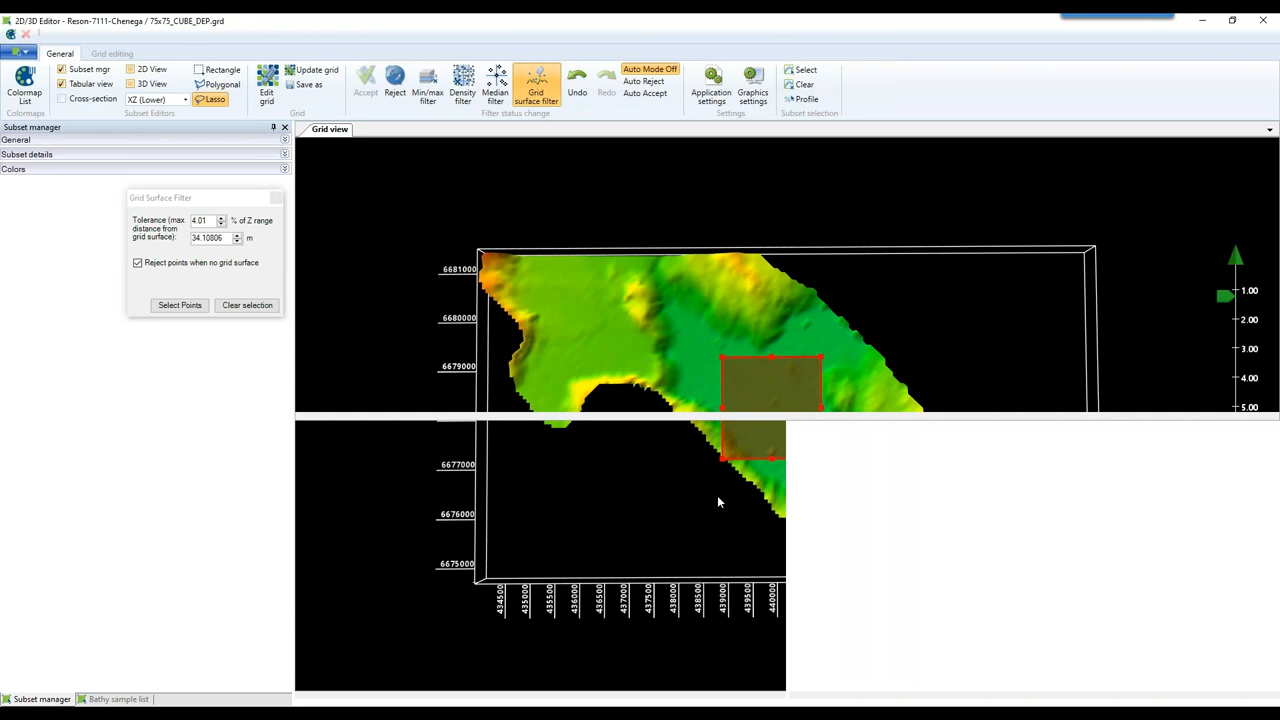 2D/3D Editor - Reson-7111-Chenega / 75x75_CUBE_DEP.grd
General
Grid editing
Subset mgr
2D View
Rectangle
Update grid
Auto Mode Off
Select
Tabular view
3D View
Polygonal
Save as
Auto Reject
Clear
Cross-section
XZ (Lower)
Lasso
Auto Accept
Profile
Colormap List
Edit grid
Accept
Reject
Min/max filter
Density filter
Median filter
Grid surface filter
Undo
Redo
Application settings
Graphics settings
Colormaps
Subset Editors
Grid
Filter status change
Settings
Subset selection
Subset manager
Grid view
General
Subset details
Colors
Grid Surface Filter
Tolerance (max distance from grid surface):
4.01
% of Z range
34.10806
m
Reject points when no grid surface
Select Points
Clear selection
6681000
6680000
6679000
6677000
6676000
6675000
1.00
2.00
3.00
4.00
5.00
434500
435000
435500
436000
436500
437000
437500
438000
438500
439000
439500
440000
Subset manager
Bathy sample list